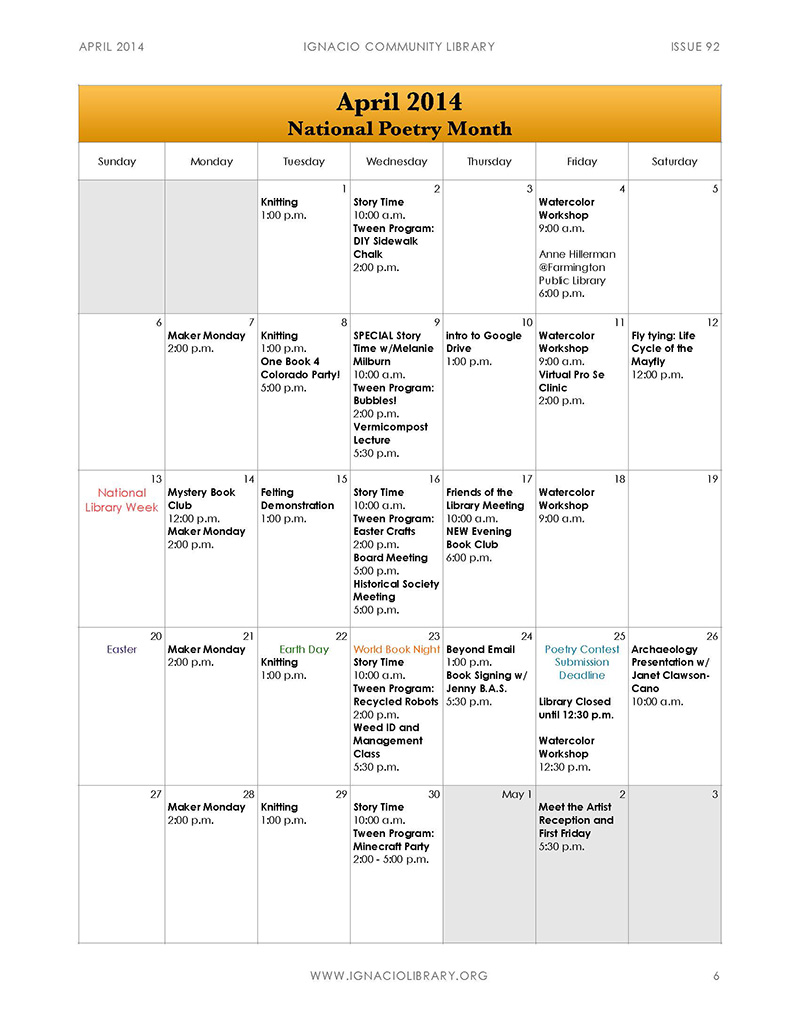 APRIL 2014
IGNACIO COMMUNITY LIBRARY
ISSUE 92
April 2014
National Poetry Month
Sunday
Monday
Tuesday
Wednesday
Thursday
Friday
Saturday
1
Knitting
1:00 p.m.
2
Story Time
10:00 a.m.
Tween Program:
DIY Sidewalk
Chalk
2:00 p.m.
3
4
Watercolor
Workshop
9:00 a.m.
Anne Hillerman
@Farmington
Public Library
6:00 p.m.
5
6
7
Maker Monday
2:00 p.m.
8
Knitting
1:00 p.m.
One Book 4
Colorado Party!
5:00 p.m.
9
SPECIAL Story
Time w/Melanie
Milburn
10:00 a.m.
Tween Program:
Bubbles!
2:00 p.m.
Vermicompost
Lecture
5:30 p.m.
10
intro to Google
Drive
1:00 p.m.
11
Watercolor
Workshop
9:00 a.m.
Virtual Pro Se
Clinic
2:00 p.m.
12
Fly tying: Life
Cycle of the
Mayfly
12:00 p.m.
13
National
Library Week
14
Mystery Book
Club
12:00 p.m.
Maker Monday
2:00 p.m.
15
Felting
Demonstration
1:00 p.m.
16
Story Time
10:00 a.m.
Tween Program:
Easter Crafts
2:00 p.m.
Board Meeting
5:00 p.m.
Historical Society
Meeting
5:00 p.m.
17
Friends of the
Library Meeting
10:00 a.m.
NEW Evening
Book Club
6:00 p.m.
18
Watercolor
Workshop
9:00 a.m.
19
20
Easter
21
Maker Monday
2:00 p.m.
22
Earth Day
Knitting
1:00 p.m.
23
World Book Night
Story Time
10:00 a.m.
Tween Program:
Recycled Robots
2:00 p.m.
Weed ID and
Management
Class
5:30 p.m.
24
Beyond Email
1:00 p.m.
Book Signing w/
Jenny B.A.S.
5:30 p.m.
25
Poetry Contest
Submission
Deadline
Library Closed
until 12:30 p.m.
Watercolor
Workshop
12:30 p.m.
26
Archaeology
Presentation w/
Janet Clawson-
Cano
10:00 a.m.
27
28
Maker Monday
2:00 p.m.
29
Knitting
1:00 p.m.
30
Story Time
10:00 a.m.
Tween Program:
Minecraft Party
2:00 - 5:00 p.m.
May 1
2
Meet the Artist
Reception and
First Friday
5:30 p.m.
3
WWW.IGNACIOLIBRARY.ORG
6